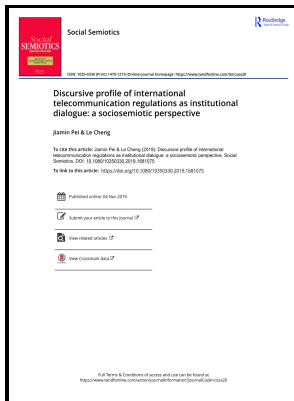 Social Semiotics
Routledge
Social
SEMIOTICS
ISSN: 1035-0330 (Print) 1470-1219 (Online) Journal homepage: https://www.tandfonline.com/loi/csos20
Discursive profile of international
telecommunication regulations as institutional
dialogue: a sociosemiotic perspective
Jiamin Pei & Le Cheng
To cite this article: Jiamin Pei & Le Cheng (2019): Discursive profile of international
telecommunication regulations as institutional dialogue: a sociosemiotic perspective, Social
Semiotics, DOI: 10.1080/10350330.2019.1681075
To link to this article: https://doi.org/10.1080/10350330.2019.1681075
Published online: 04 Nov 2019.
Submit your article to this journal
View related articles
View Crossmark data
Full Terms & Conditions of access and use can be found at
https://www.tandfonline.com/action/journalInformation?journalCode=csos20